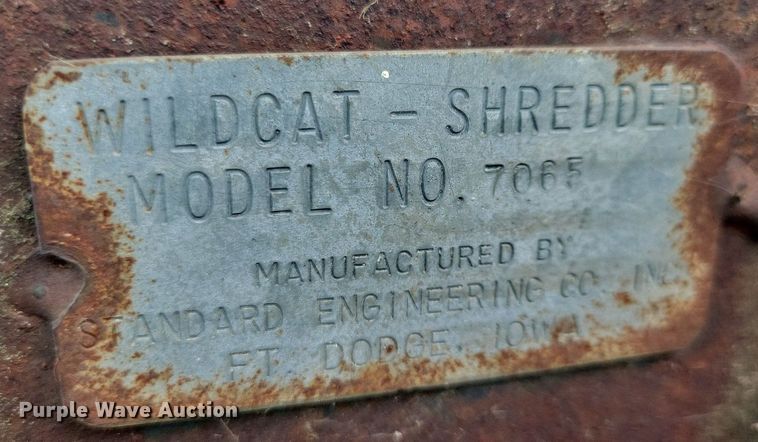 WILDCAT - SHREDDER
MODEL NO. 7065
MANUFACTURED BY
STANDARD ENGINEERING CO. INC.
FT. DODGE, IOWA
Purple Wave Auction